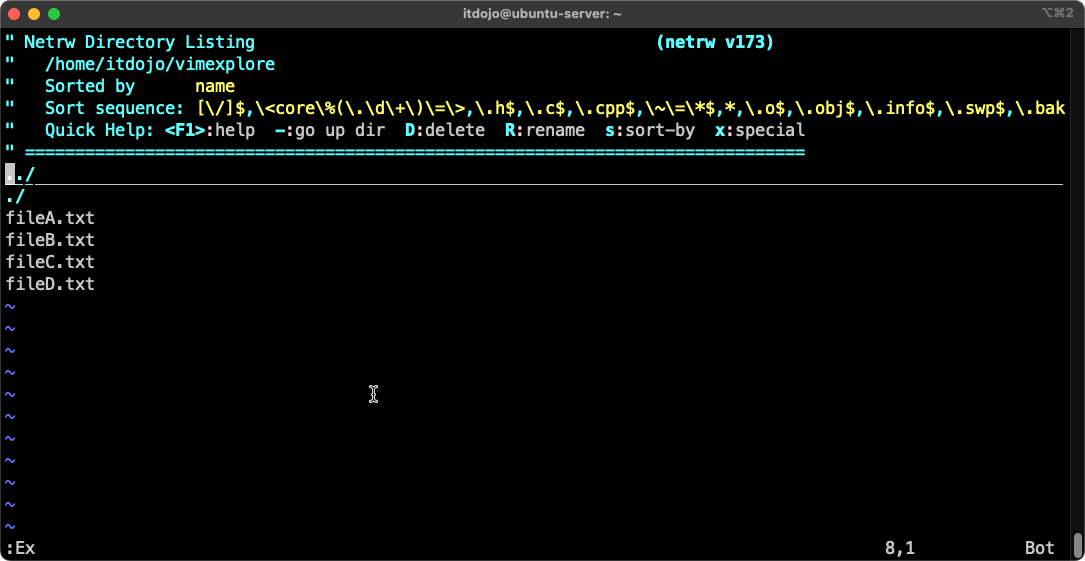 itdojo@ubuntu-server: ~ ⌥⌘2
" Netrw Directory Listing                                        (netrw v173)
"   /home/itdojo/vimexplore
"   Sorted by      name
"   Sort sequence: [\/]$,\<core\%(\.\d\+\)\=\>,\.h$,\.c$,\.cpp$,\~\=\*$,*,\.o$,\.obj$,\.info$,\.swp$,\.bak
"   Quick Help: <F1>:help  -:go up dir  D:delete  R:rename  s:sort-by  x:special
" ==============================================================================
../
./
fileA.txt
fileB.txt
fileC.txt
fileD.txt
~
~
~
~
~
~
~
~
~
~
~
:Ex                                                                                     8,1           Bot